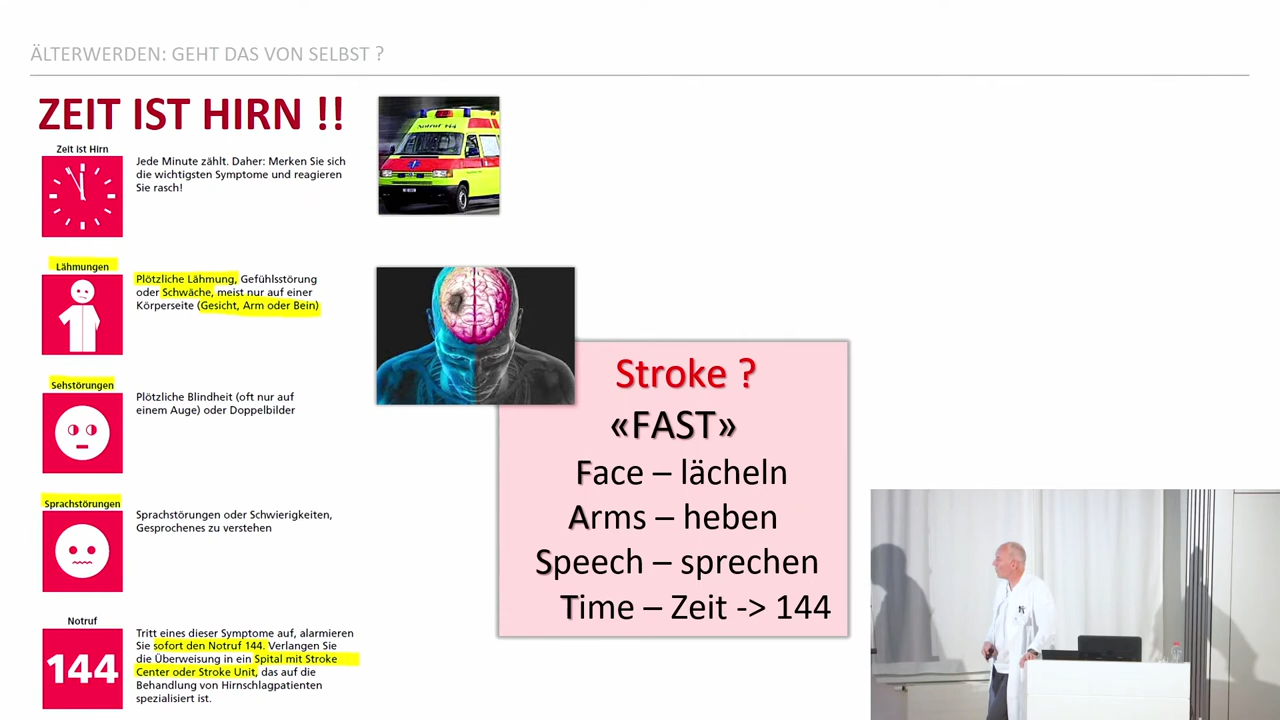 ÄLTERWERDEN: GEHT DAS VON SELBST ?
ZEIT IST HIRN !!
Zeit ist Hirn
Jede Minute zählt. Daher: Merken Sie sich
die wichtigsten Symptome und reagieren
Sie rasch!
Notruf 144
Lähmungen
Plötzliche Lähmung, Gefühlsstörung
oder Schwäche, meist nur auf einer
Körperseite (Gesicht, Arm oder Bein)
Sehstörungen
Plötzliche Blindheit (oft nur auf
einem Auge) oder Doppelbilder
Sprachstörungen
Sprachstörungen oder Schwierigkeiten,
Gesprochenes zu verstehen
Notruf
144
Tritt eines dieser Symptome auf, alarmieren
Sie sofort den Notruf 144. Verlangen Sie
die Überweisung in ein Spital mit Stroke
Center oder Stroke Unit, das auf die
Behandlung von Hirnschlagpatienten
spezialisiert ist.
Stroke ?
«FAST»
Face – lächeln
Arms – heben
Speech – sprechen
Time – Zeit -> 144